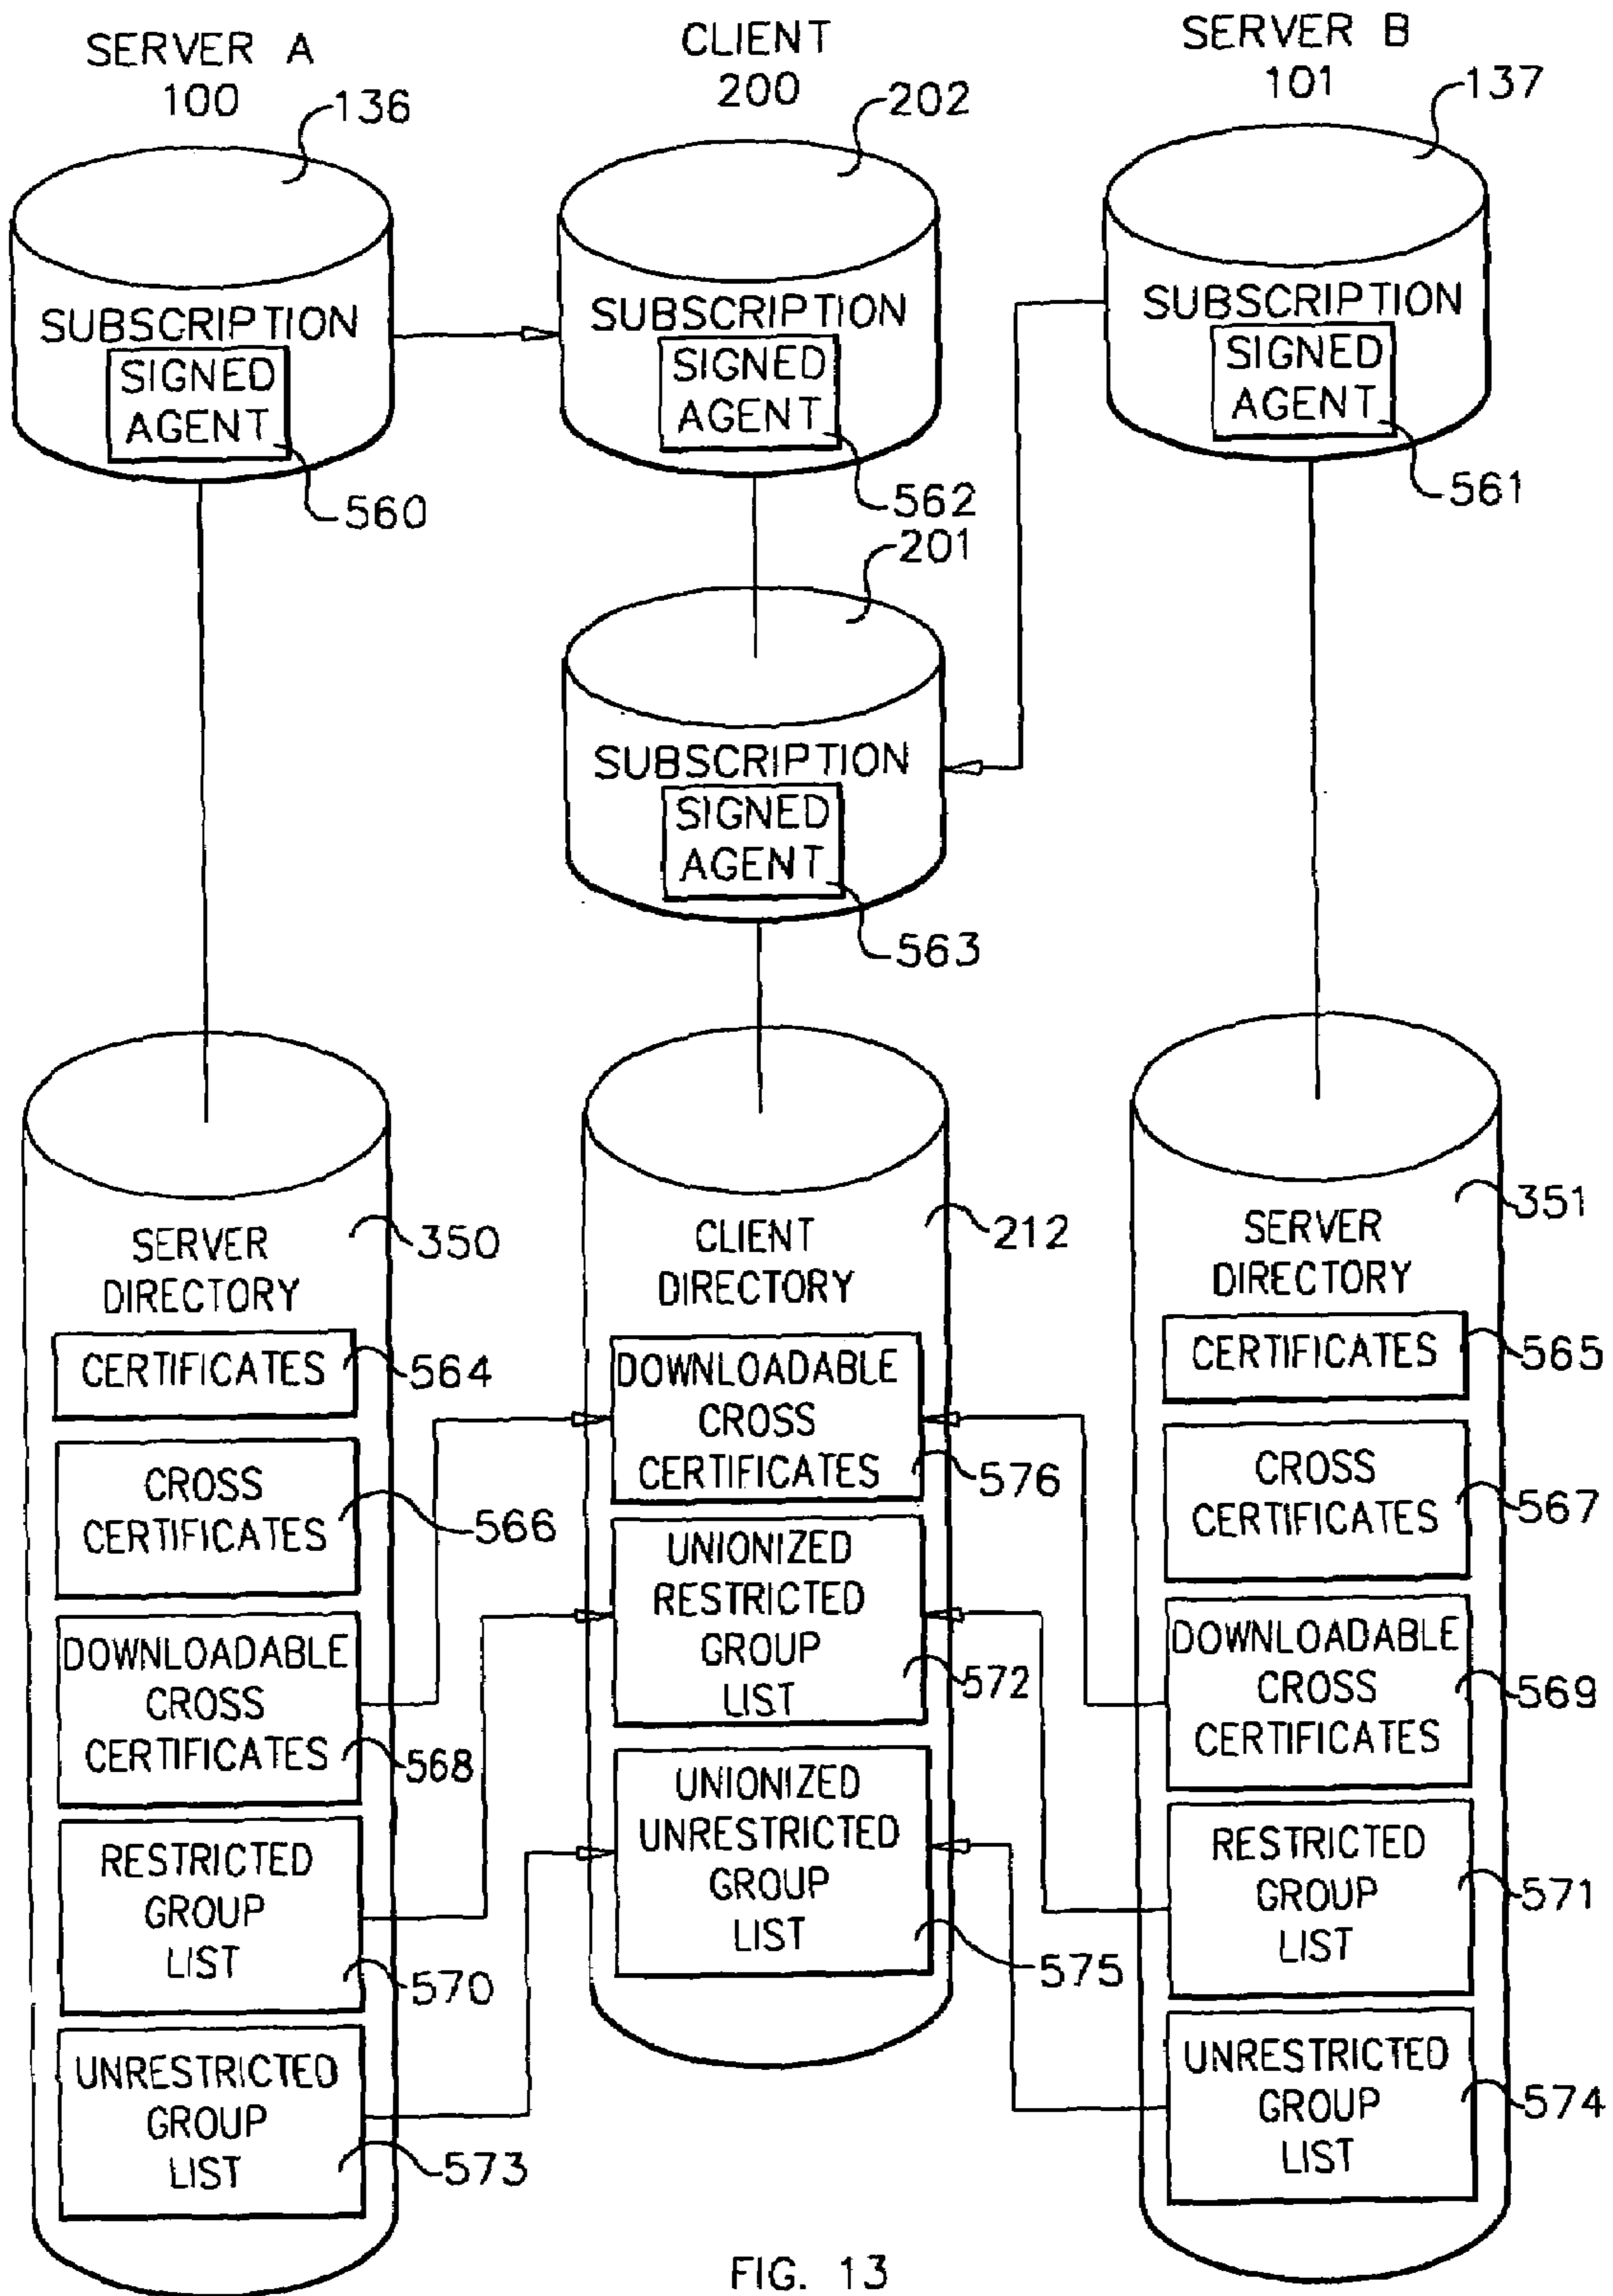 SERVER A
100
136
SUBSCRIPTION
SIGNED
AGENT
560
CLIENT
200
202
SUBSCRIPTION
SIGNED
AGENT
562
201
SUBSCRIPTION
SIGNED
AGENT
563
SERVER B
101
137
SUBSCRIPTION
SIGNED
AGENT
561
SERVER
DIRECTORY
350
CERTIFICATES
564
CROSS
CERTIFICATES
566
DOWNLOADABLE
CROSS
CERTIFICATES
568
RESTRICTED
GROUP
LIST
570
UNRESTRICTED
GROUP
LIST
573
CLIENT
DIRECTORY
212
DOWNLOADABLE
CROSS
CERTIFICATES
576
UNIONIZED
RESTRICTED
GROUP
LIST
572
UNIONIZED
UNRESTRICTED
GROUP
LIST
575
351
SERVER
DIRECTORY
CERTIFICATES
565
CROSS
CERTIFICATES
567
DOWNLOADABLE
CROSS
CERTIFICATES
569
RESTRICTED
GROUP
LIST
571
UNRESTRICTED
GROUP
LIST
574
FIG. 13